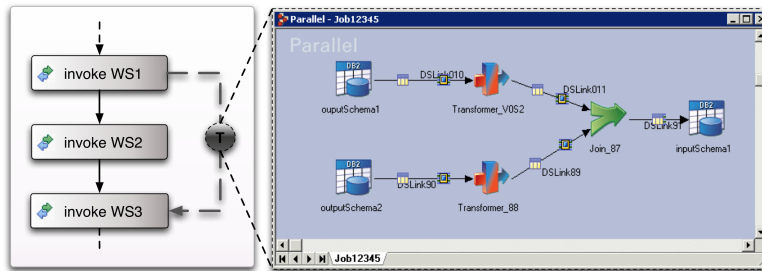 invoke WS1
invoke WS2
invoke WS3
T
Parallel - Job12345
Parallel
DB2
ouputSchema1
DSLink010
Transformer_V0S2
DSLink011
DB2
outputSchema2
DSLink90
Transformer_88
DSLink89
Join_87
DSLink91
DB2
inputSchema1
Job12345